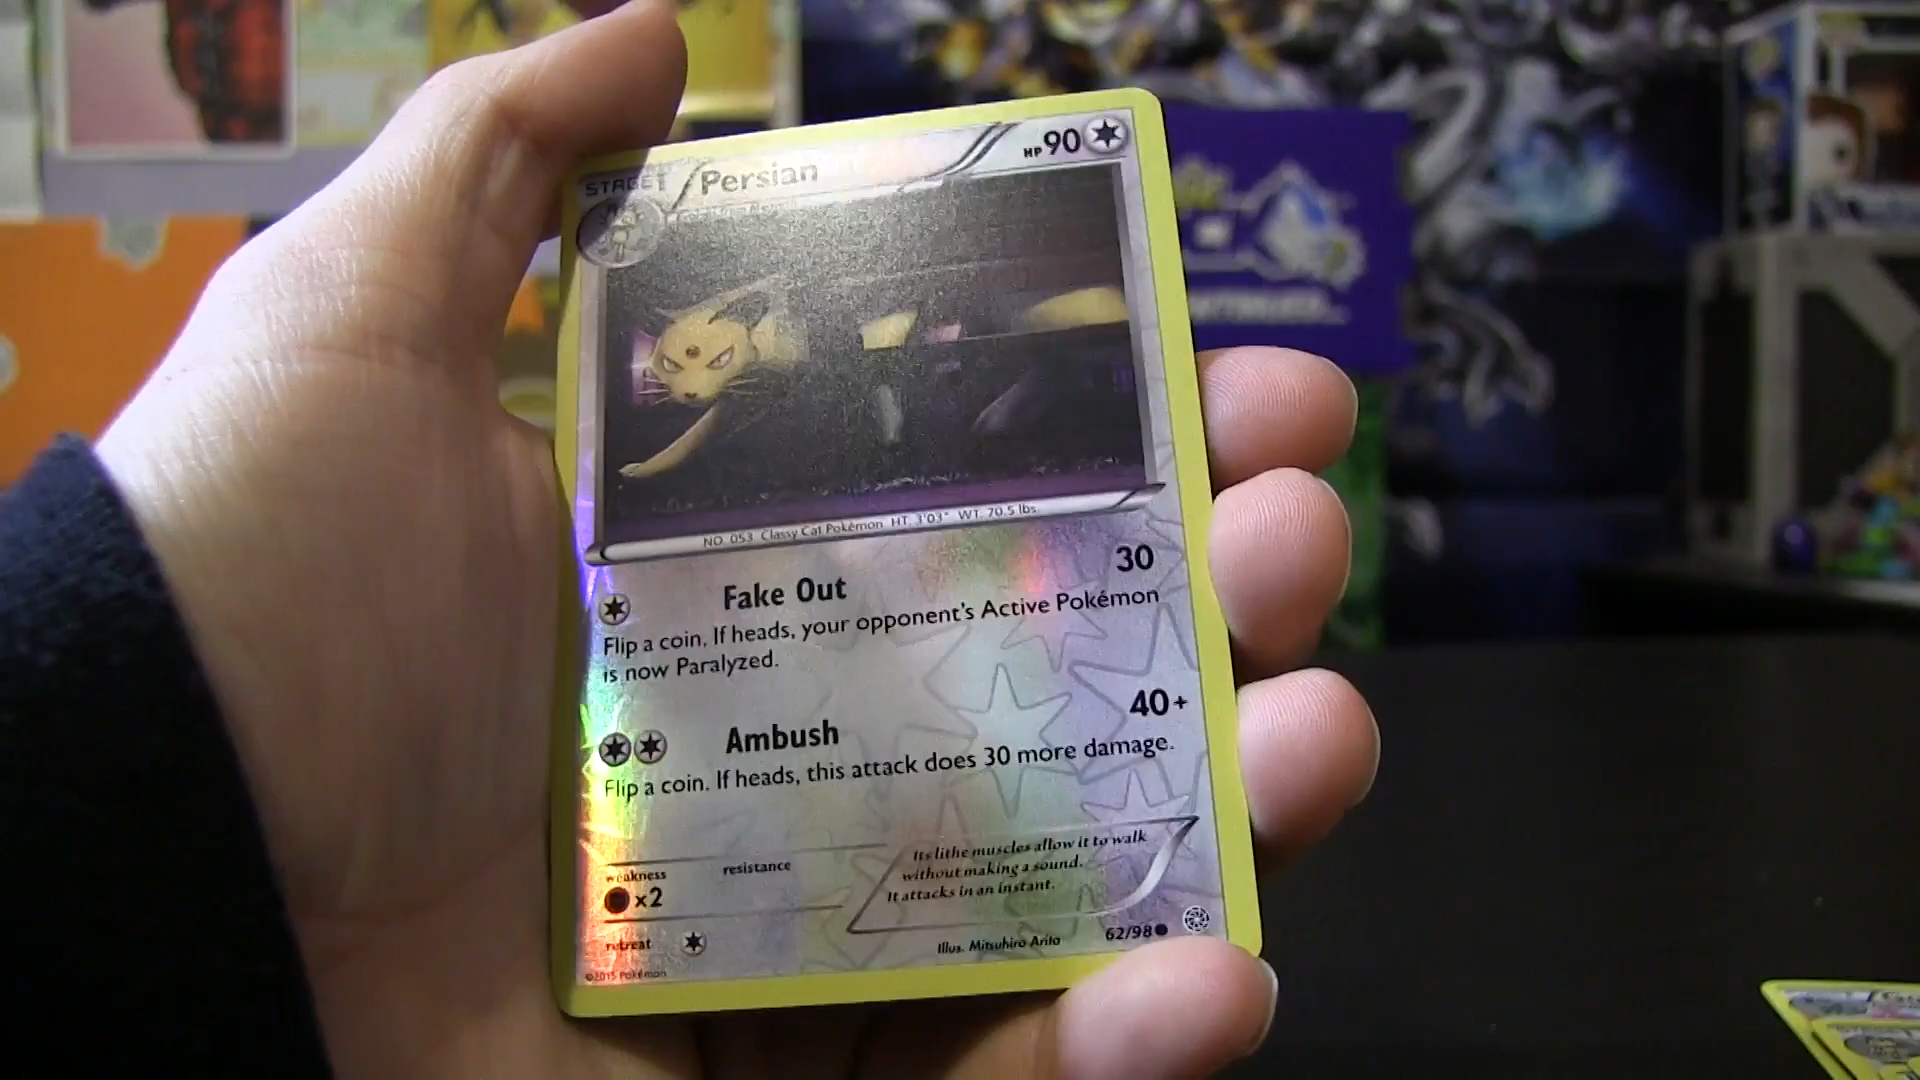 STAGE1 Persian HP 90
NO. 053 Classy Cat Pokémon HT. 3'03" WT. 70.5 lbs.
Fake Out 30
Flip a coin. If heads, your opponent's Active Pokémon
is now Paralyzed.
Ambush 40+
Flip a coin. If heads, this attack does 30 more damage.
weakness resistance
x2
retreat
Its lithe muscles allow it to walk
without making a sound.
It attacks in an instant.
Illus. Mitsuhiro Arita 62/98
©2015 Pokémon